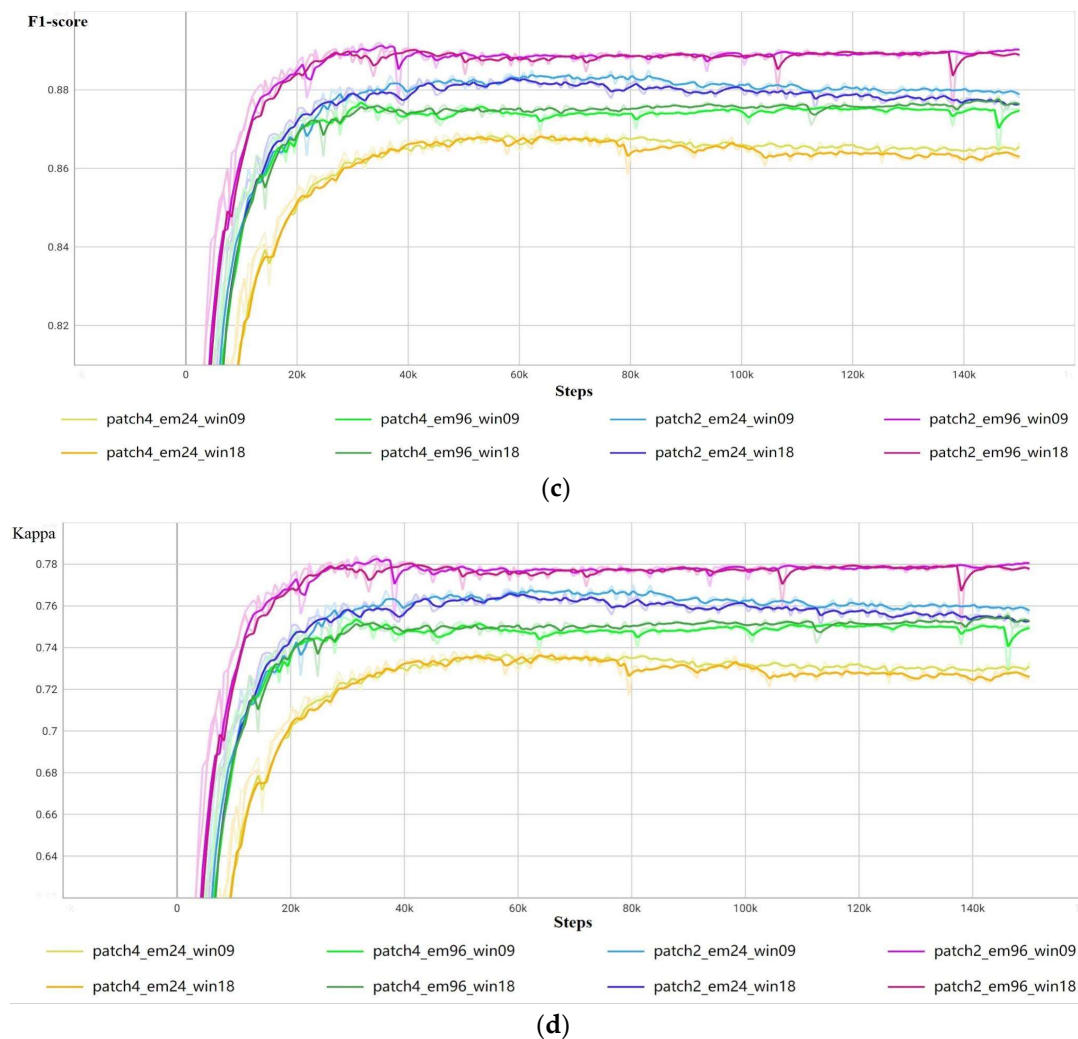 F1-score
0.88
0.86
0.84
0.82
0 20k 40k 60k 80k 100k 120k 140k
Steps
patch4_em24_win09 patch4_em96_win09 patch2_em24_win09 patch2_em96_win09
patch4_em24_win18 patch4_em96_win18 patch2_em24_win18 patch2_em96_win18
(c)
Kappa
0.78
0.76
0.74
0.72
0.7
0.68
0.66
0.64
0 20k 40k 60k 80k 100k 120k 140k
Steps
patch4_em24_win09 patch4_em96_win09 patch2_em24_win09 patch2_em96_win09
patch4_em24_win18 patch4_em96_win18 patch2_em24_win18 patch2_em96_win18
(d)